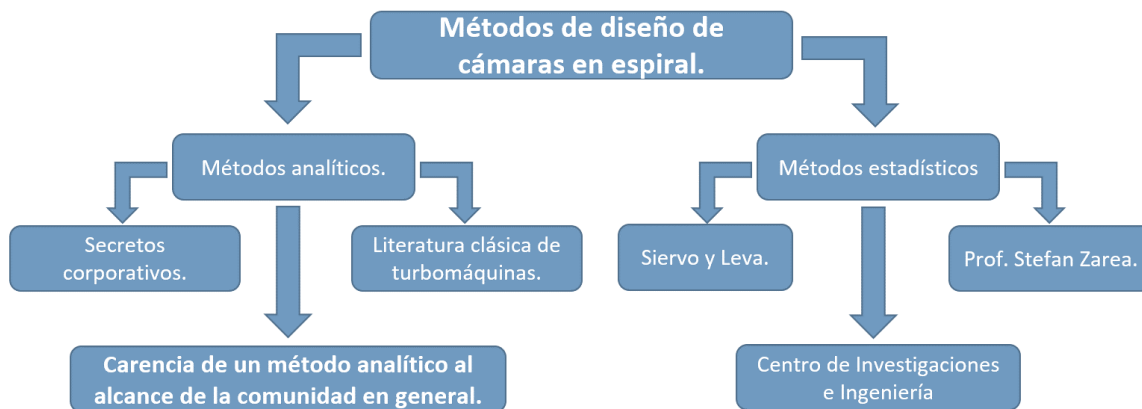 Métodos de diseño de
cámaras en espiral.
Métodos analíticos.
Métodos estadísticos
Secretos
corporativos.
Literatura clásica de
turbomáquinas.
Siervo y Leva.
Prof. Stefan Zarea.
Carencia de un método analítico al
alcance de la comunidad en general.
Centro de Investigaciones
e Ingeniería